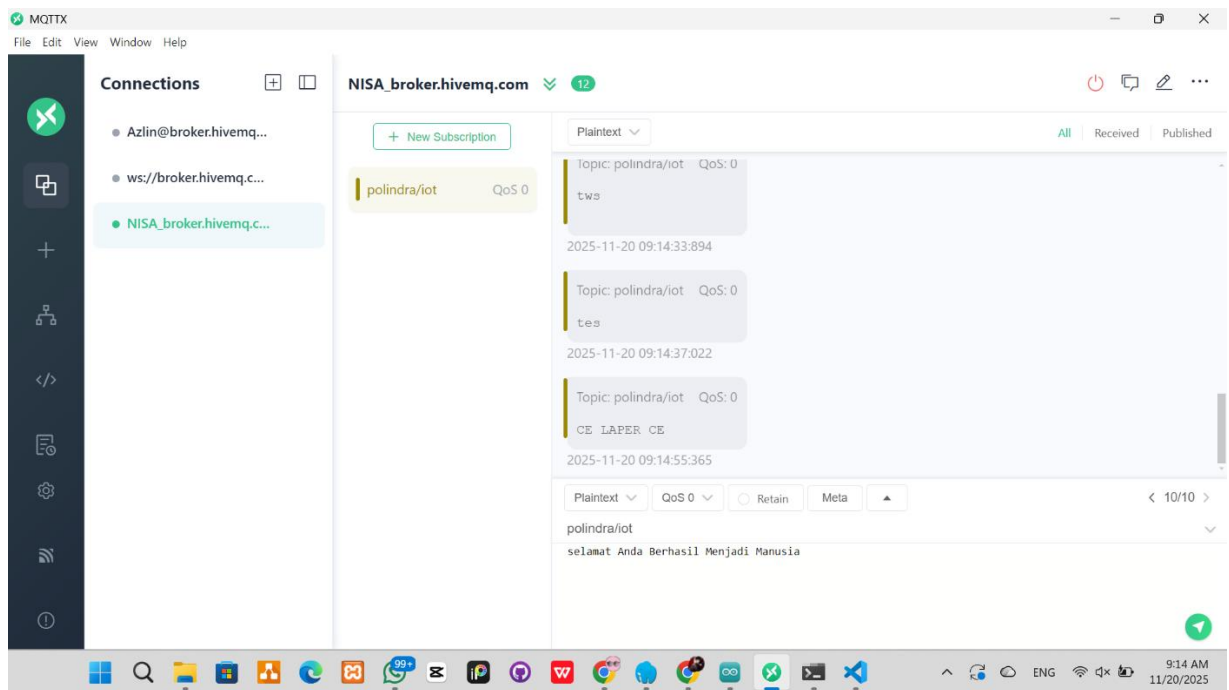 MQTTX
File Edit View Window Help
Connections
Azlin@broker.hivemq...
ws://broker.hivemq.c...
NISA_broker.hivemq.c...
NISA_broker.hivemq.com 12
+ New Subscription
polindra/iot QoS 0
Plaintext
All Received Published
Topic: polindra/iot QoS: 0
tws
2025-11-20 09:14:33:894
Topic: polindra/iot QoS: 0
tes
2025-11-20 09:14:37:022
Topic: polindra/iot QoS: 0
CE LAPER CE
2025-11-20 09:14:55:365
Plaintext QoS 0 Retain Meta 10/10
polindra/iot
selamat Anda Berhasil Menjadi Manusia
99+
ENG
9:14 AM
11/20/2025